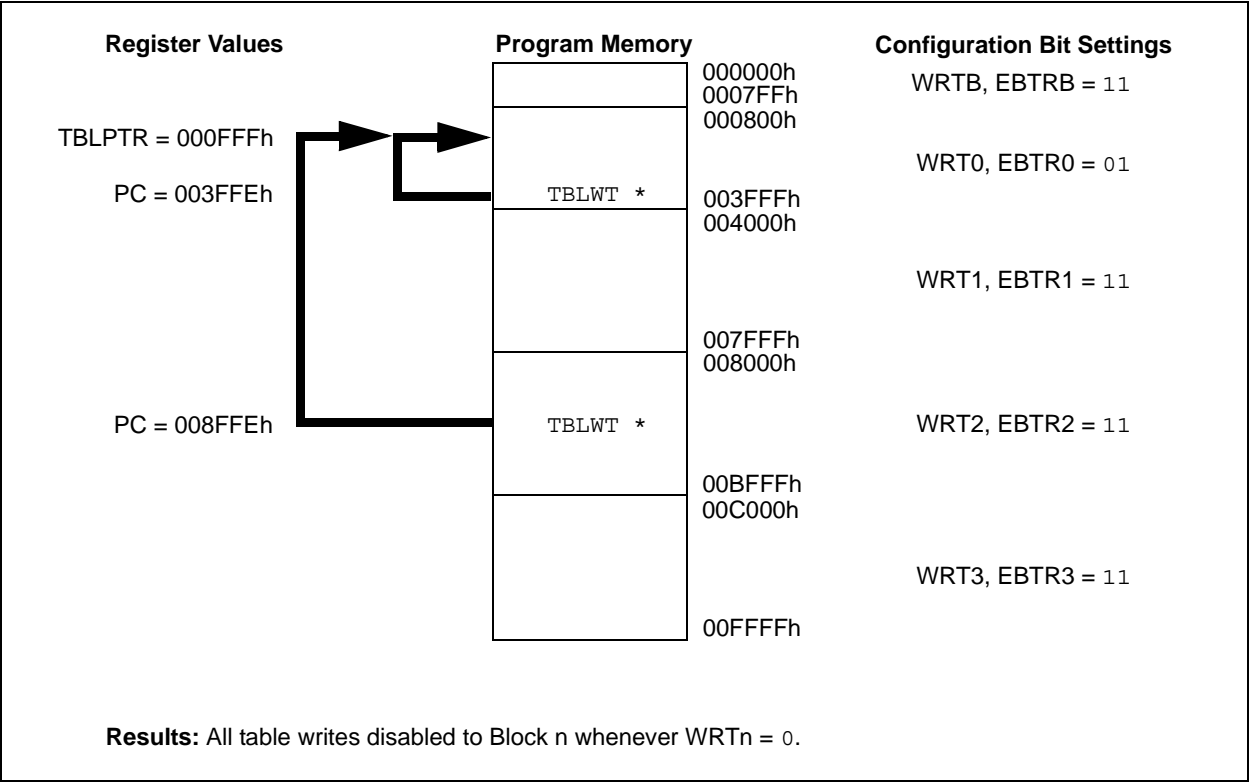 Register Values Program Memory Configuration Bit Settings
000000h
WRTB, EBTRB = 11
0007FFh
000800h
TBLPTR = 000FFFh
WRT0, EBTR0 = 01
PC = 003FFEh TBLWT * 003FFFh
004000h
WRT1, EBTR1 = 11
007FFFh
008000h
PC = 008FFEh TBLWT * WRT2, EBTR2 = 11
00BFFFh
00C000h
WRT3, EBTR3 = 11
00FFFFh
Results: All table writes disabled to Block n whenever WRTn = 0.